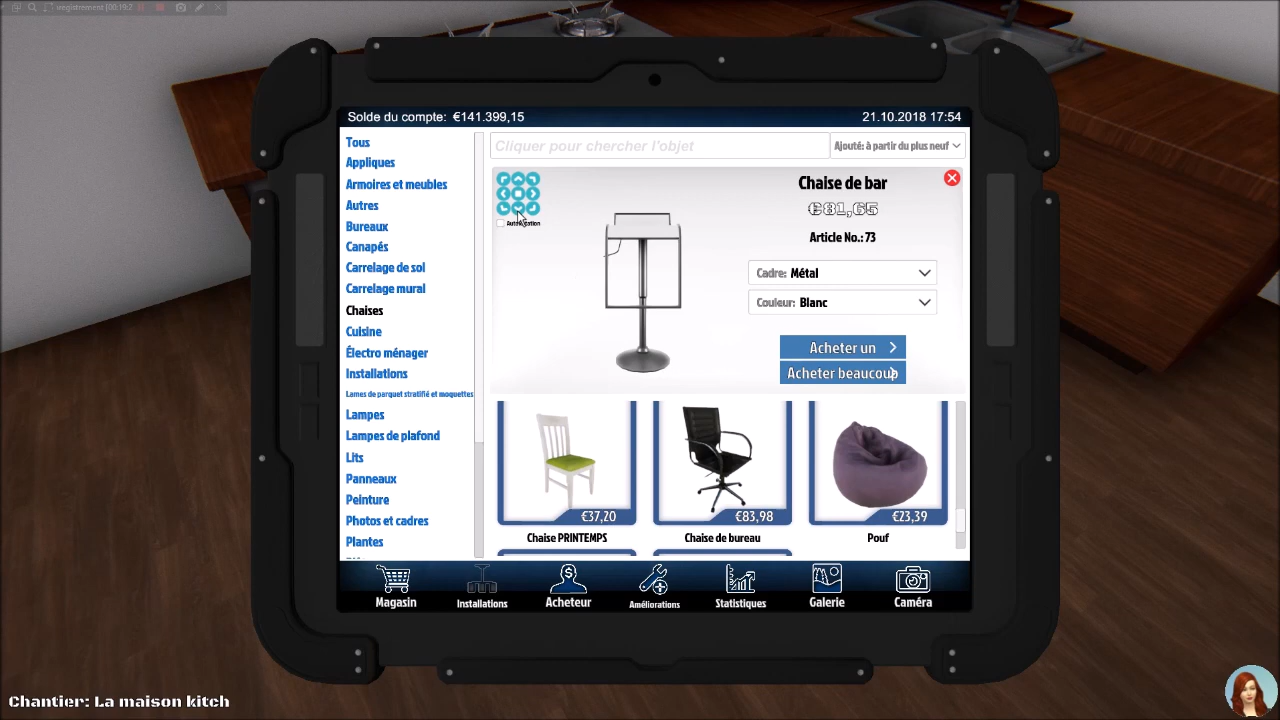 Solde du compte: €141.399,15
21.10.2018 17:54
Tous
Appliques
Armoires et meubles
Autres
Bureaux
Canapés
Carrelage de sol
Carrelage mural
Chaises
Cuisine
Électro ménager
Installations
Lames de parquet stratifié et moquettes
Lampes
Lampes de plafond
Lits
Panneaux
Peinture
Photos et cadres
Plantes
Cliquer pour chercher l'objet
Ajouté: à partir du plus neuf
Chaise de bar
€81,65
Article No.: 73
Cadre: Métal
Couleur: Blanc
Acheter un
Acheter beaucoup
€37,20
€83,98
€23,39
Chaise PRINTEMPS
Chaise de bureau
Pouf
Magasin
Installations
Acheteur
Améliorations
Statistiques
Galerie
Caméra
Chantier: La maison kitch